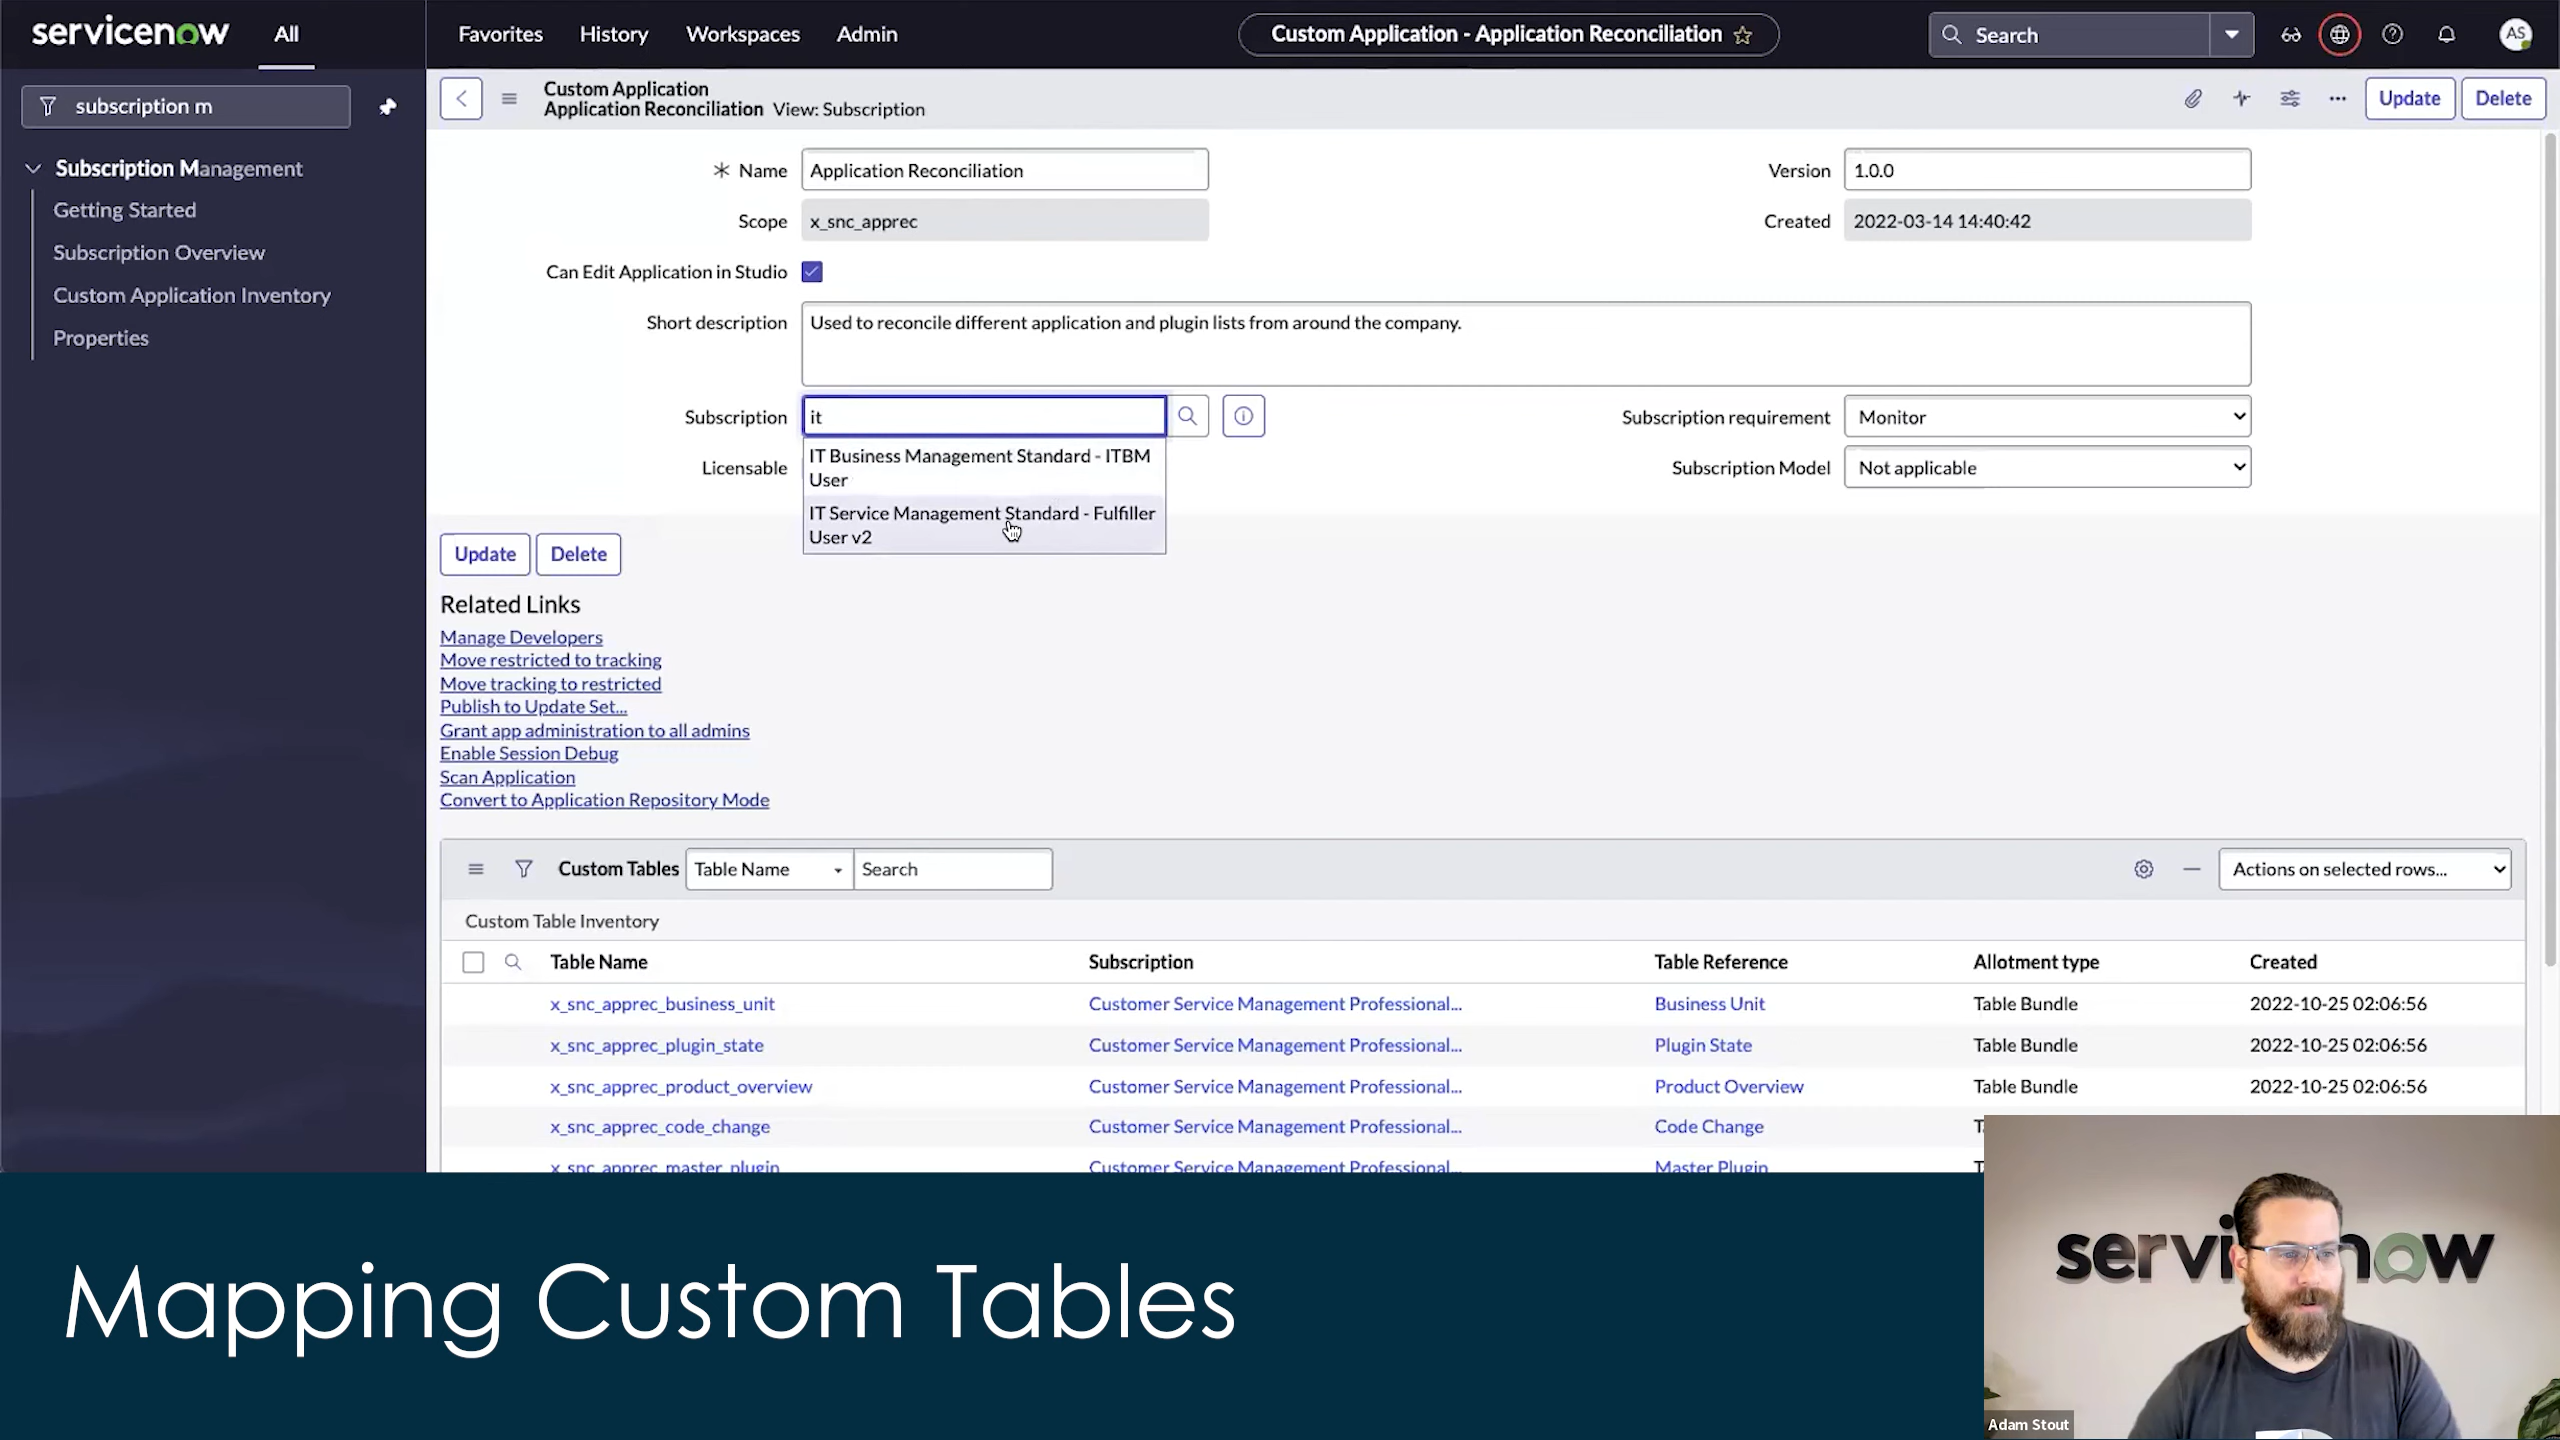 servicenow
All
Favorites
History
Workspaces
Admin
Custom Application - Application Reconciliation
Search
AS
subscription m
Subscription Management
Getting Started
Subscription Overview
Custom Application Inventory
Properties
Custom Application
Application Reconciliation View: Subscription
Update
Delete
Name
Application Reconciliation
Version
1.0.0
Scope
x_snc_apprec
Created
2022-03-14 14:40:42
Can Edit Application in Studio
Short description
Used to reconcile different application and plugin lists from around the company.
Subscription
it
Subscription requirement
Monitor
IT Business Management Standard - ITBM
User
Licensable
Subscription Model
Not applicable
IT Service Management Standard - Fulfiller
User v2
Update
Delete
Related Links
Manage Developers
Move restricted to tracking
Move tracking to restricted
Publish to Update Set...
Grant app administration to all admins
Enable Session Debug
Scan Application
Convert to Application Repository Mode
Custom Tables
Table Name
Search
Actions on selected rows...
Custom Table Inventory
Table Name Subscription Table Reference Allotment type Created
x_snc_apprec_business_unit Customer Service Management Professional... Business Unit Table Bundle 2022-10-25 02:06:56
x_snc_apprec_plugin_state Customer Service Management Professional... Plugin State Table Bundle 2022-10-25 02:06:56
x_snc_apprec_product_overview Customer Service Management Professional... Product Overview Table Bundle 2022-10-25 02:06:56
x_snc_apprec_code_change Customer Service Management Professional... Code Change
x_snc_apprec_master_plugin Customer Service Management Professional... Master Plugin
Mapping Custom Tables
servicenow
Adam Stout